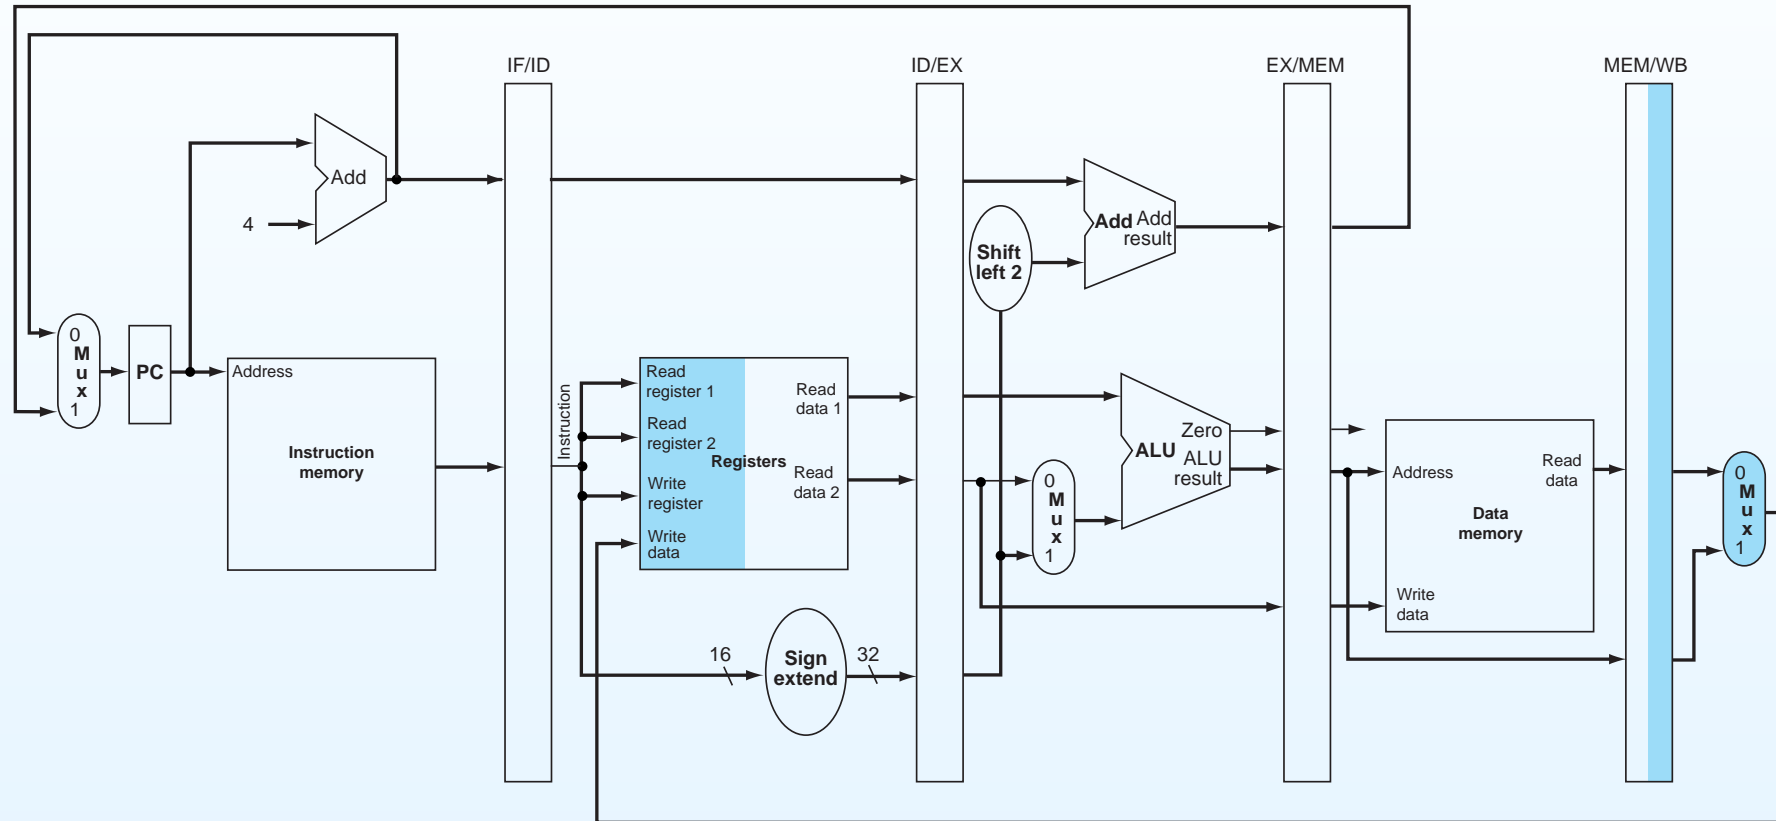 IF/ID
ID/EX
EX/MEM
MEM/WB
Add
4
Add Add
result
Shift
left 2
0
M
u
x
1
PC
Address
Instruction
memory
Instruction
Read
register 1
Read
register 2
Registers
Write
register
Write
data
Read
data 1
Read
data 2
0
M
u
x
1
Zero
ALU ALU
result
Address
Read
data
Data
memory
Write
data
0
M
u
x
1
16
Sign
extend
32